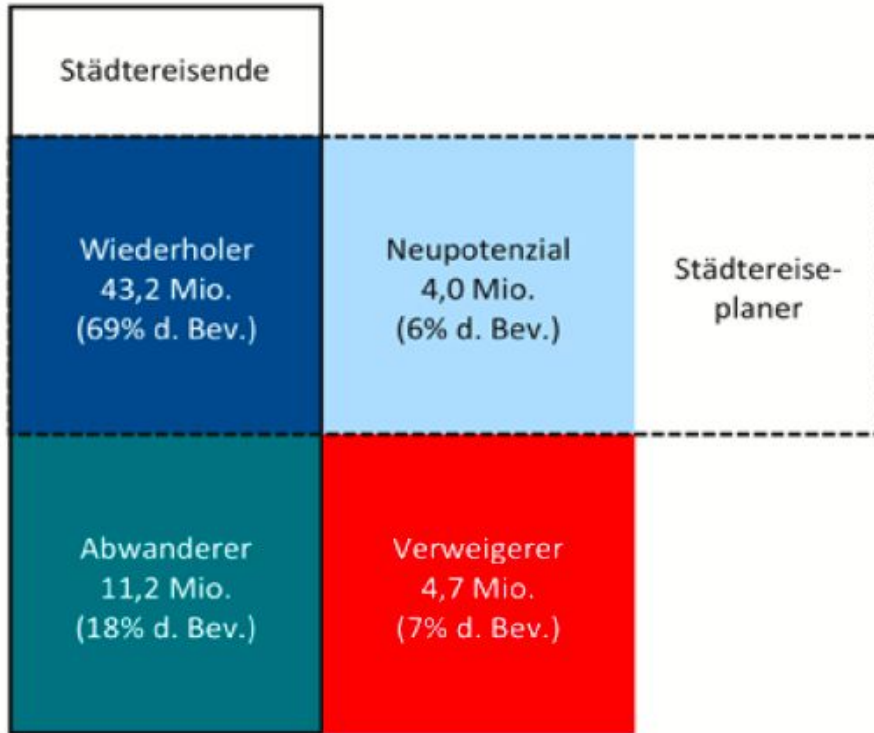 Städtereisende
Wiederholer
43,2 Mio.
(69% d. Bev.)
Neupotenzial
4,0 Mio.
(6% d. Bev.)
Städtereise-
planer
Abwanderer
11,2 Mio.
(18% d. Bev.)
Verweigerer
4,7 Mio.
(7% d. Bev.)